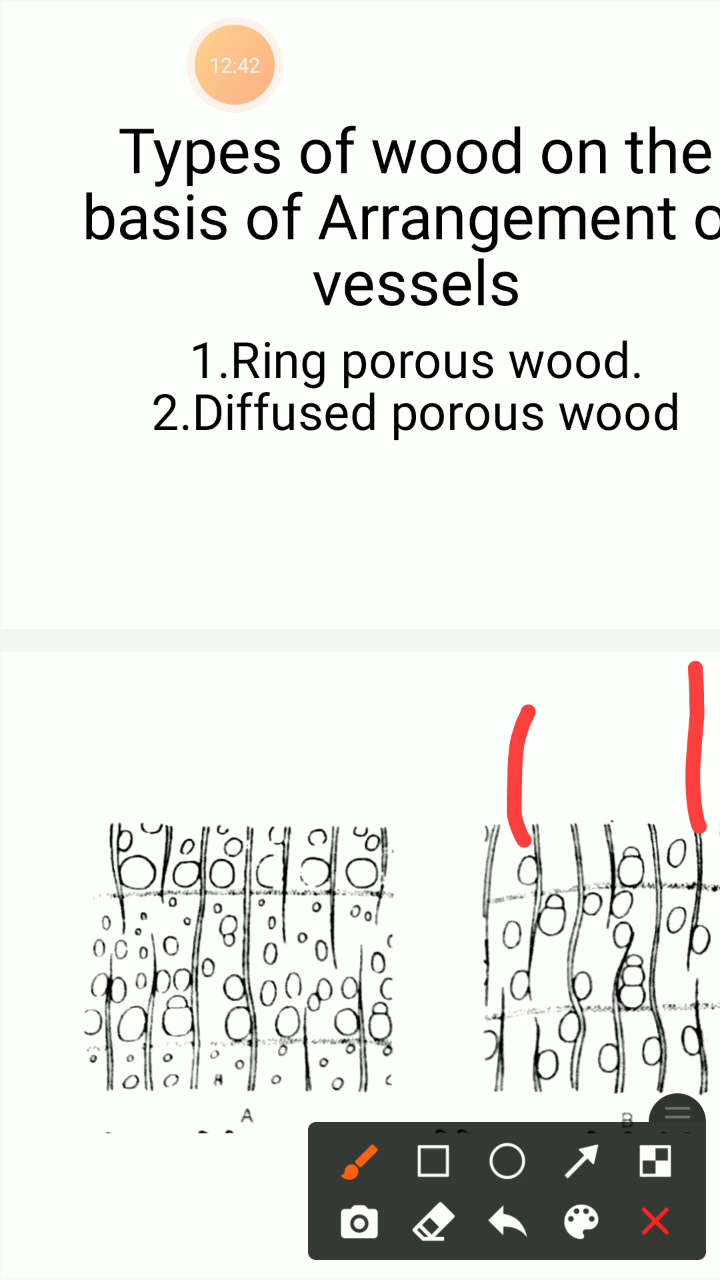 12:42
Types of wood on the
basis of Arrangement o
vessels
1.Ring porous wood.
2.Diffused porous wood
A
B